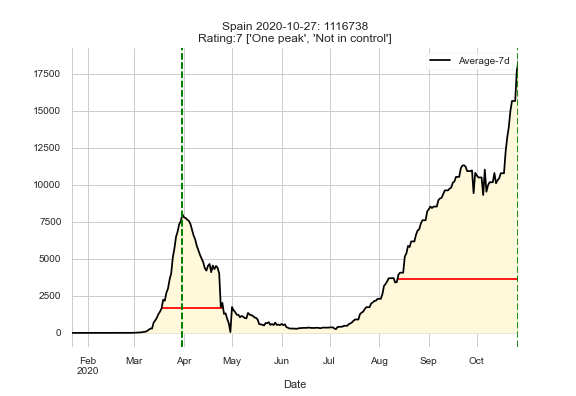 Spain 2020-10-27: 1116738
Rating:7 ['One peak', 'Not in control']
Average-7d
17500
15000
12500
10000
7500
5000
2500
0
Feb Mar Apr May Jun Jul Aug Sep Oct
2020
Date